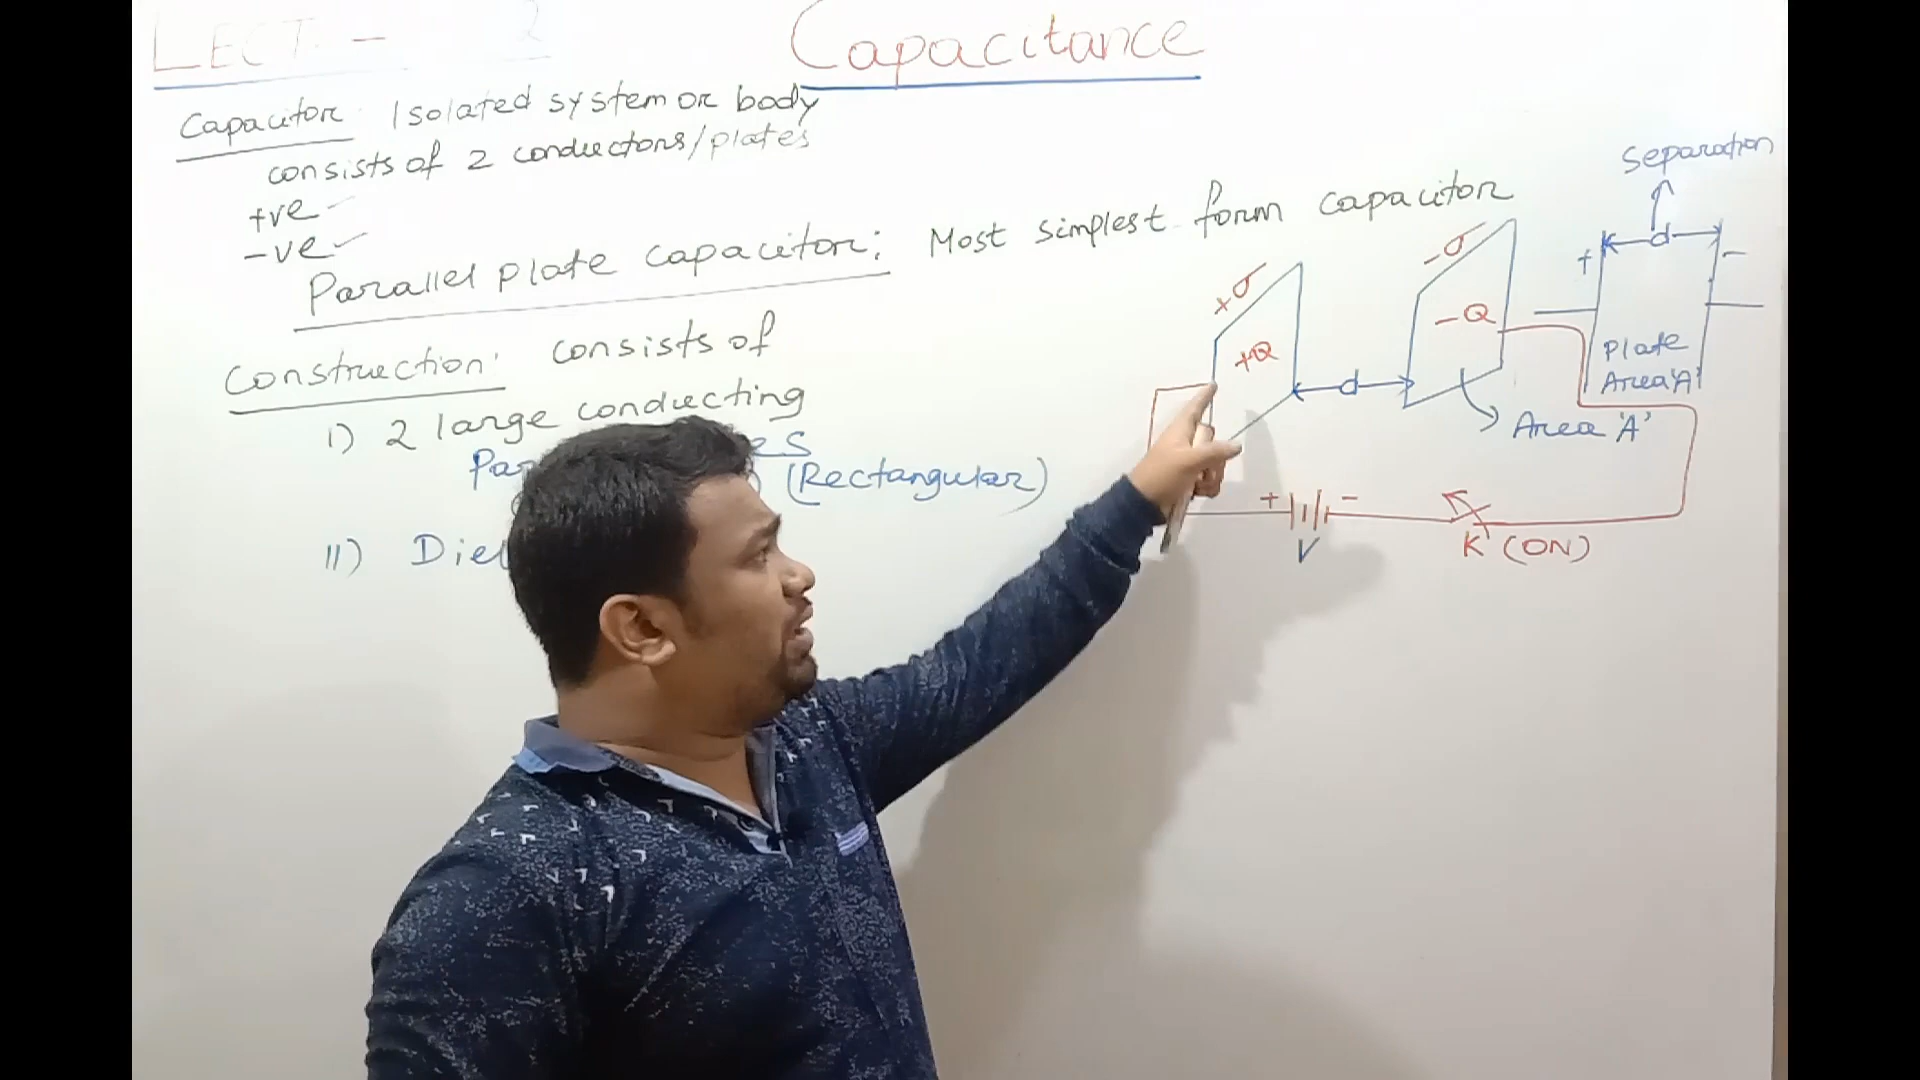 LECT - 2
Capacitance
Capacitor: Isolated system or body
consists of 2 conductors/plates
+ve
-ve
Parallel plate capacitor: Most simplest form capacitor
Construction: consists of
i) 2 large conducting
(Rectangular)
ii)
+σ
+Q
d
-σ
-Q
Area 'A'
+ -
V
K (ON)
Separation
d
+ -
Plate
Area 'A'